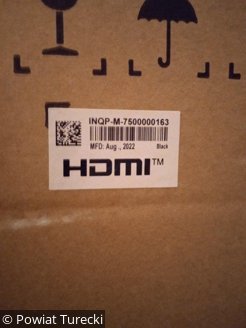 INQP-M-7500000163
MFD: Aug ., 2022 Black
HDMI™
© Powiat Turecki